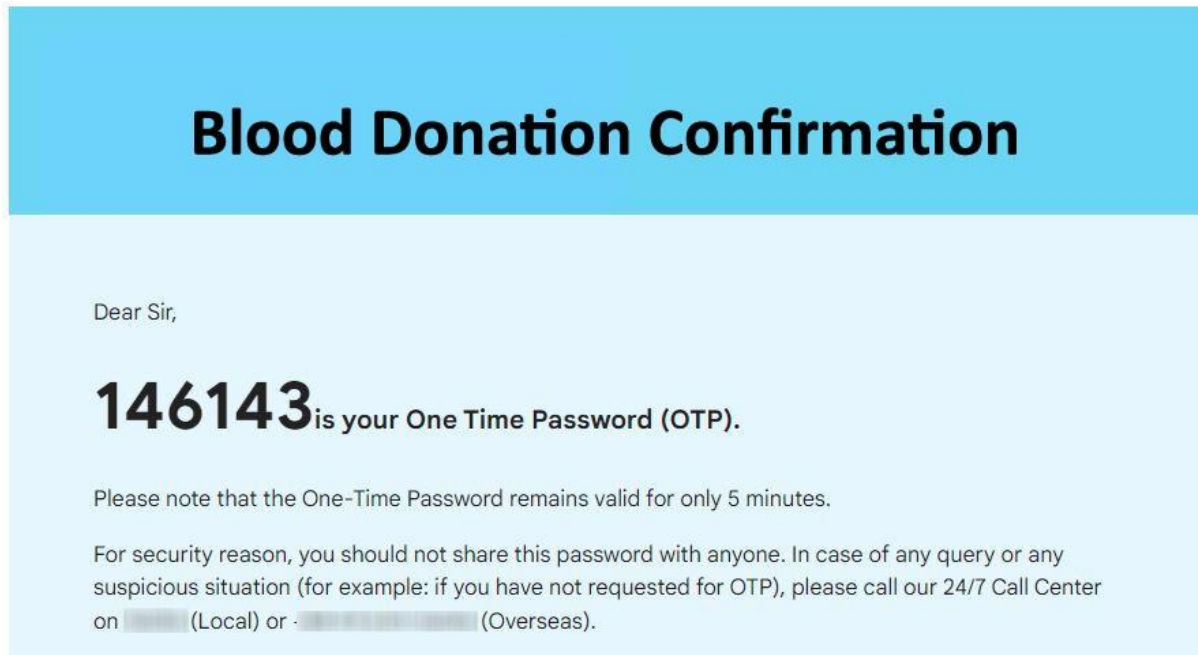 Blood Donation Confirmation
Dear Sir,
146143 is your One Time Password (OTP).
Please note that the One-Time Password remains valid for only 5 minutes.
For security reason, you should not share this password with anyone. In case of any query or any
suspicious situation (for example: if you have not requested for OTP), please call our 24/7 Call Center
on (Local) or (Overseas).